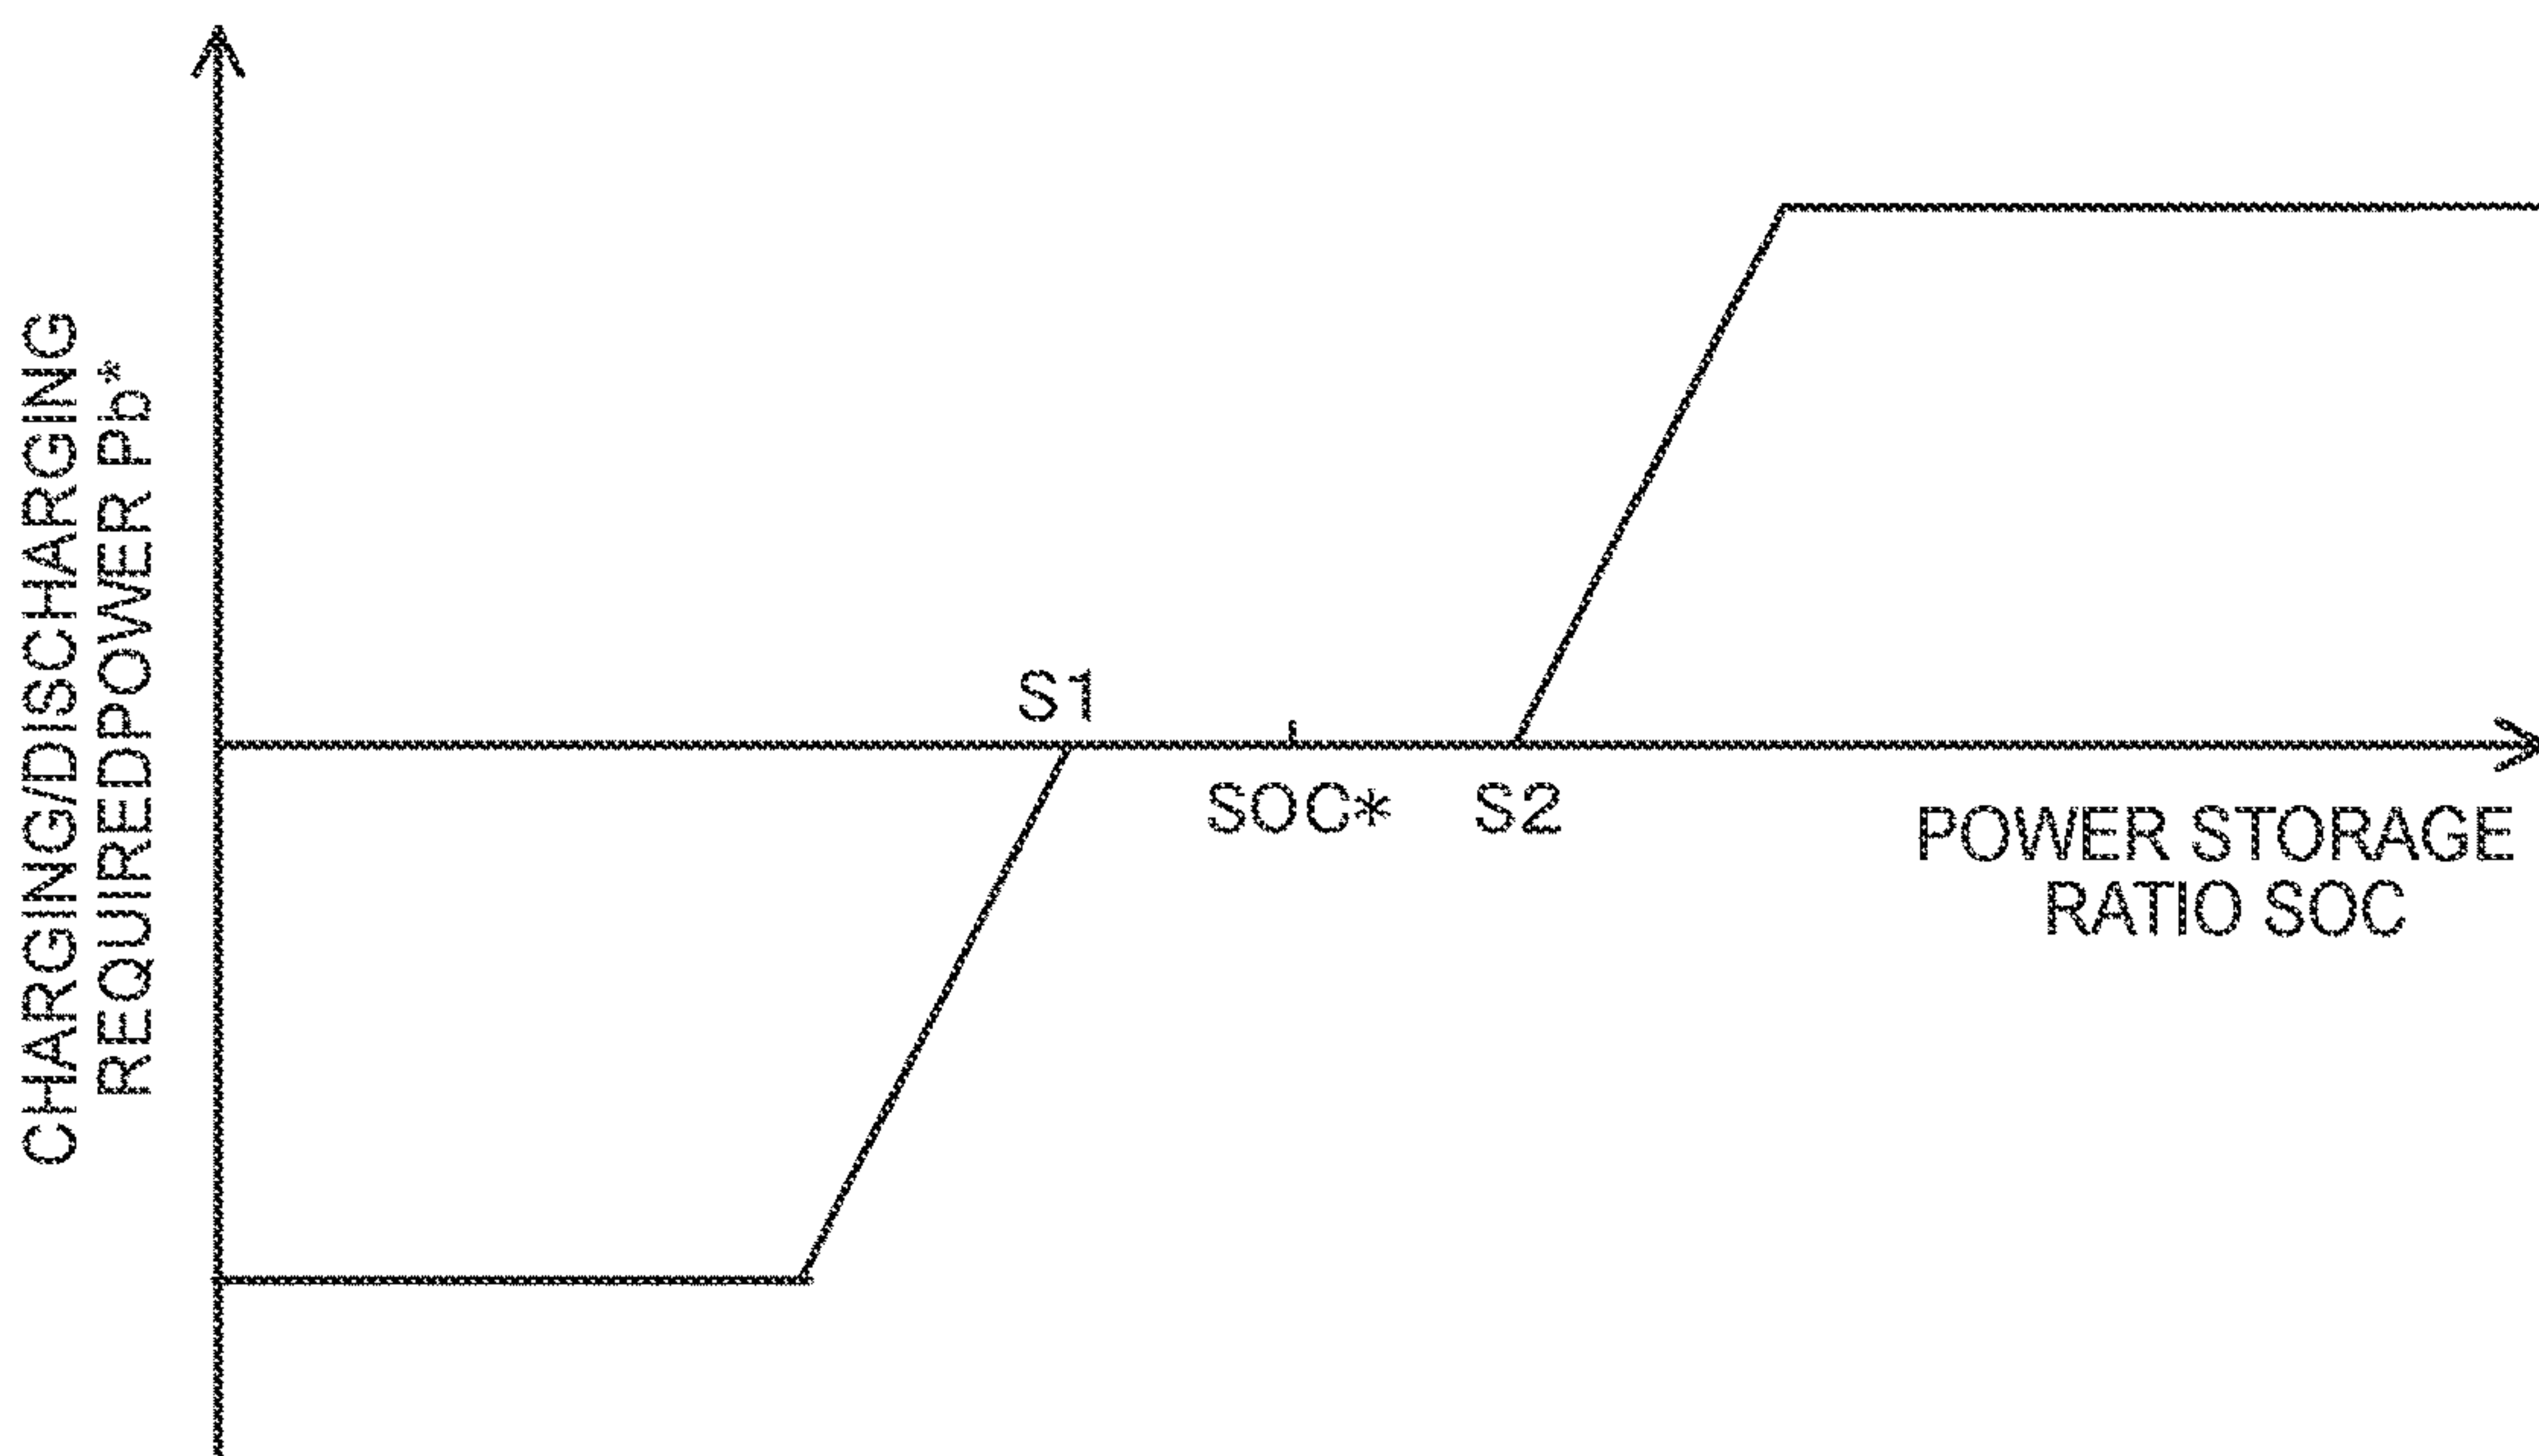 CHARGING/DISCHARGING
REQUIREDPOWER Pb*
S1
SOC*
S2
POWER STORAGE
RATIO SOC